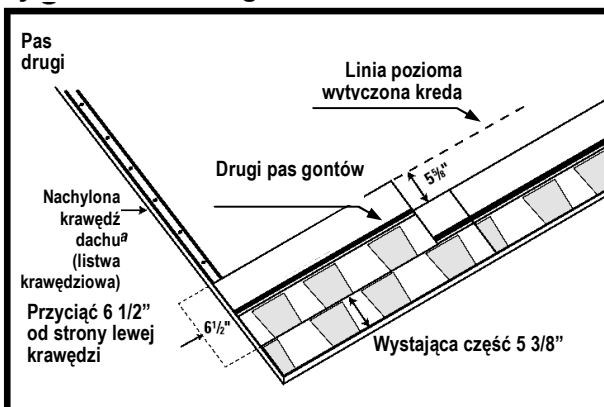 Pas
drugi
Linia pozioma
wytyczona kredą
Drugi pas gontów
5⅝"
Nachylona
krawędź
dachuª
(listwa
krawędziowa)
Przyciąć 6 1/2”
od strony lewej
krawędzi
6½"
Wystająca część 5 3/8”